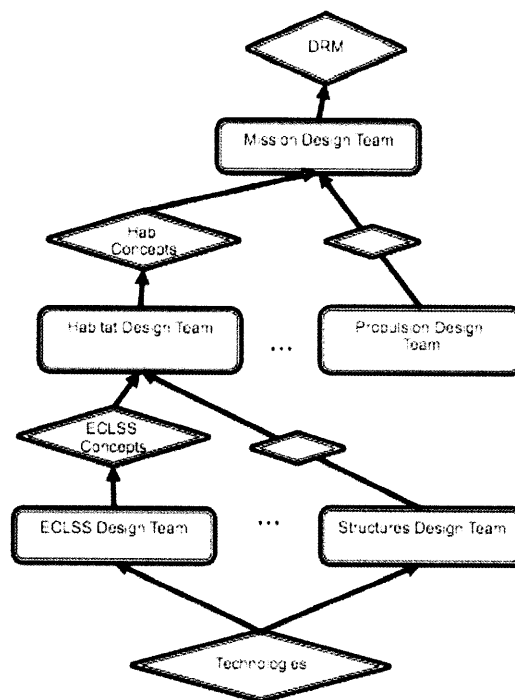 DRM
Mission Design Team
Hab
Concepts
Habitat Design Team
...
Propulsion Design
Team
ECLSS
Concepts
ECLSS Design Team
...
Structures Design Team
Technologies